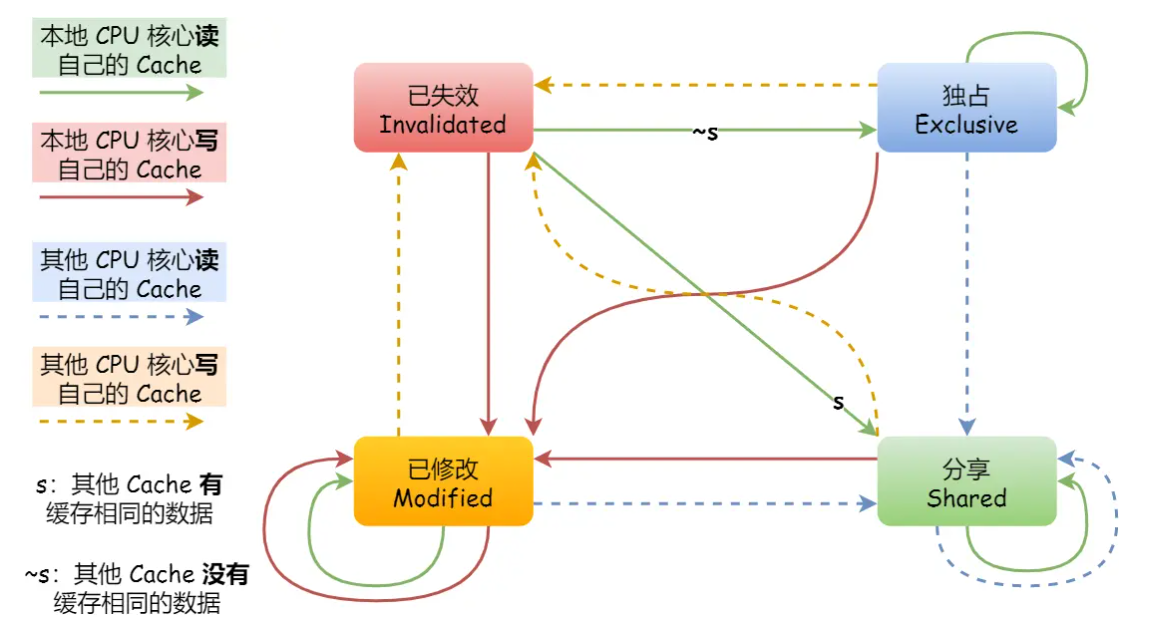 本地 CPU 核心读
自己的 Cache
本地 CPU 核心写
自己的 Cache
其他 CPU 核心读
自己的 Cache
其他 CPU 核心写
自己的 Cache
s：其他 Cache 有
缓存相同的数据
~s：其他 Cache 没有
缓存相同的数据
已失效
Invalidated
独占
Exclusive
~s
s
已修改
Modified
分享
Shared